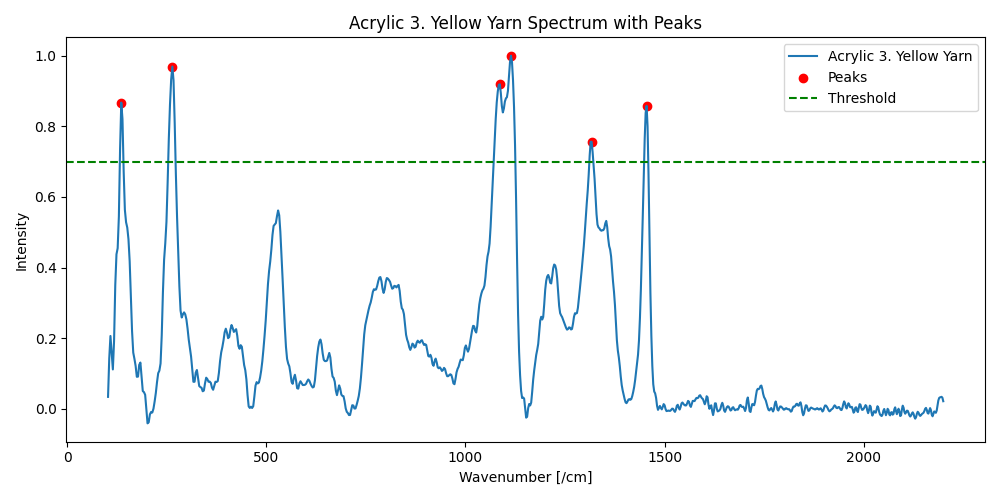 Acrylic 3. Yellow Yarn Spectrum with Peaks
Intensity
1.0
0.8
0.6
0.4
0.2
0.0
Acrylic 3. Yellow Yarn
Peaks
Threshold
0
500
1000
1500
2000
Wavenumber [/cm]